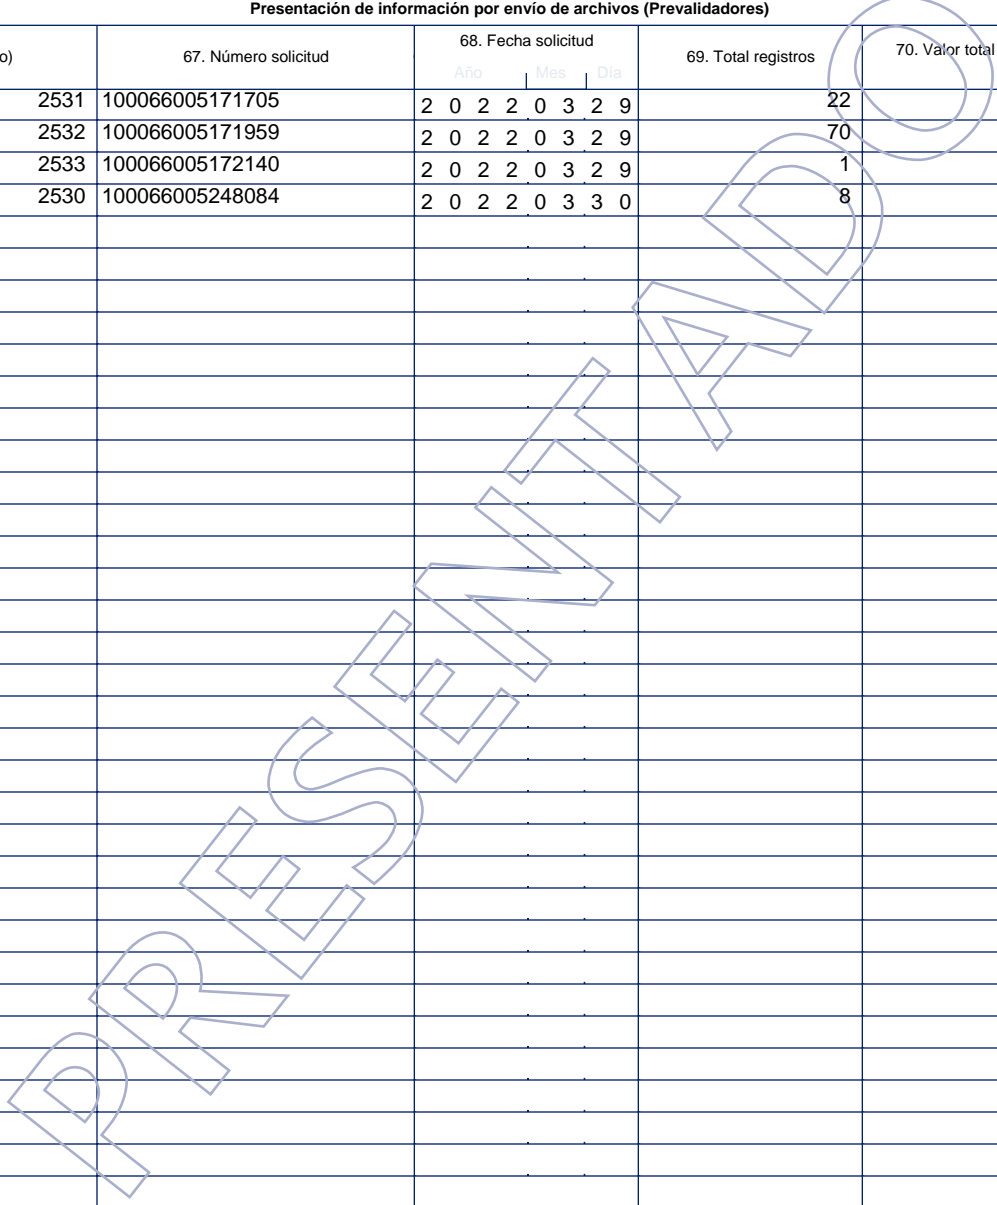 Presentación de información por envío de archivos (Prevalidadores)
o) 67. Número solicitud 68. Fecha solicitud 69. Total registros 70. Valor total
Año Mes Día
2531 100066005171705 2 0 2 2 0 3 2 9 22
2532 100066005171959 2 0 2 2 0 3 2 9 70
2533 100066005172140 2 0 2 2 0 3 2 9 1
2530 100066005248084 2 0 2 2 0 3 3 0 8
PRESENTADO